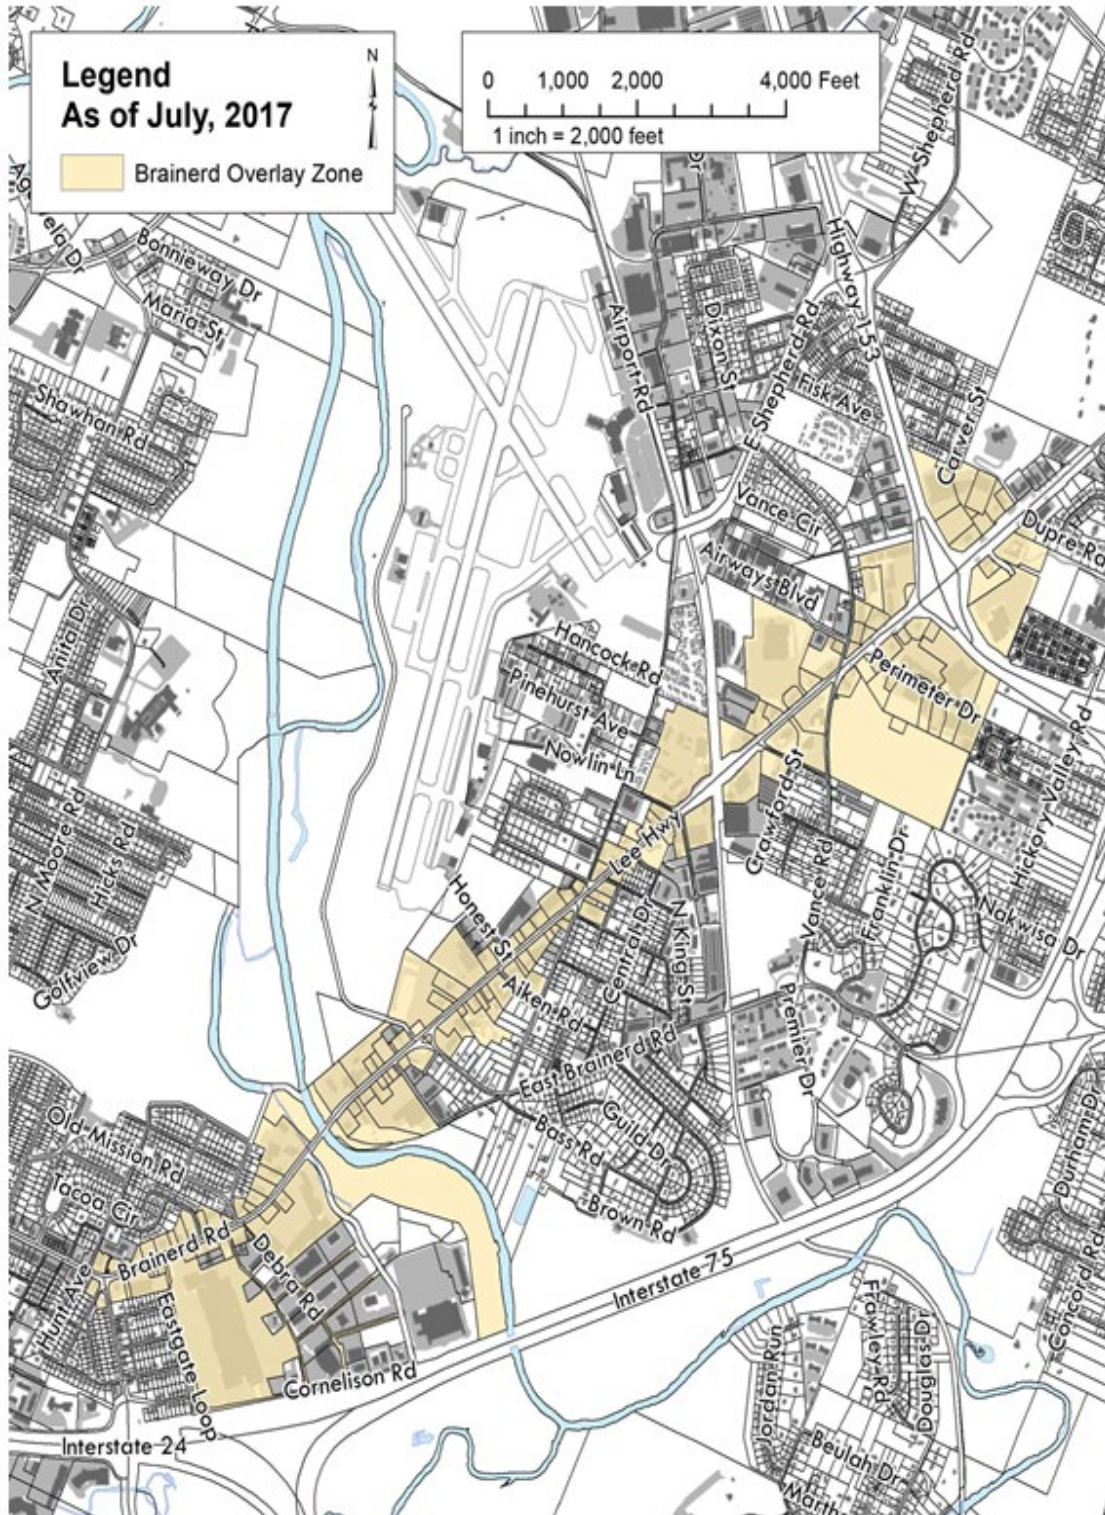 Legend
As of July, 2017
Brainerd Overlay Zone
N
0 1,000 2,000 4,000 Feet
1 inch = 2,000 feet
W Shepherd Rd
Bonnieway Dr
Maria St
Highway 153
Airport Rd
Dixon St
E Shepherd Rd
Fisk Ave
Shawhan Rd
Carver St
Vance Cir
Dupre Rd
Airways Blvd
Anita Dr
Hancock Rd
Perimeter Dr
Pinehurst Ave
Nowlin Ln
Crawford St
Hickory Valley Rd
N Moore Rd
Hicks Rd
Lee Hwy
Vance Rd
Franklin Dr
Nakwisa Dr
Golfview Dr
Honest St
Central Dr
N King St
Aiken Rd
Premier Dr
East Brainerd Rd
Old Mission Rd
Guild Dr
Bass Rd
Durham Dr
Tacoa Cir
Brown Rd
Brainerd Rd
Debra Rd
Interstate 75
Concord Rd
Hunt Ave
Eastgate Loop
Frawley Rd
Douglas Dr
Jordan Run
Cornelison Rd
Interstate 24
Beulah Dr